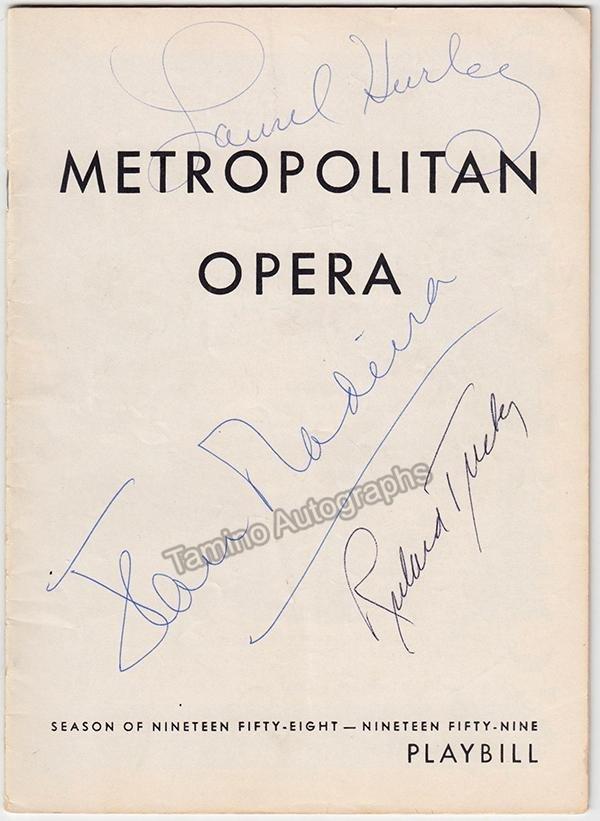 Laurel Hurley
METROPOLITAN
OPERA
Jean Madeira
Tamino Autographs
Richard Tucker
SEASON OF NINETEEN FIFTY-EIGHT — NINETEEN FIFTY-NINE
PLAYBILL